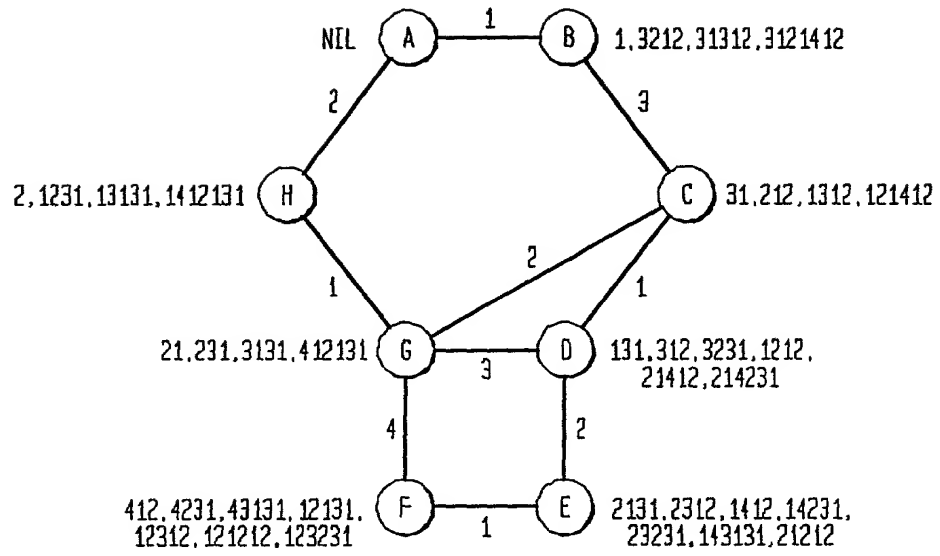 1
NIL A B 1,3212,31312,3121412
2 3
2,1231,13131,1412131 H C 31,212,1312,121412
2
1 1
21,231,3131,412131 G D 131,312,3231,1212,
3 21412,214231
4 2
412,4231,43131,12131, F E 2131,2312,1412,14231,
12312,121212,123231 1 23231,143131,21212